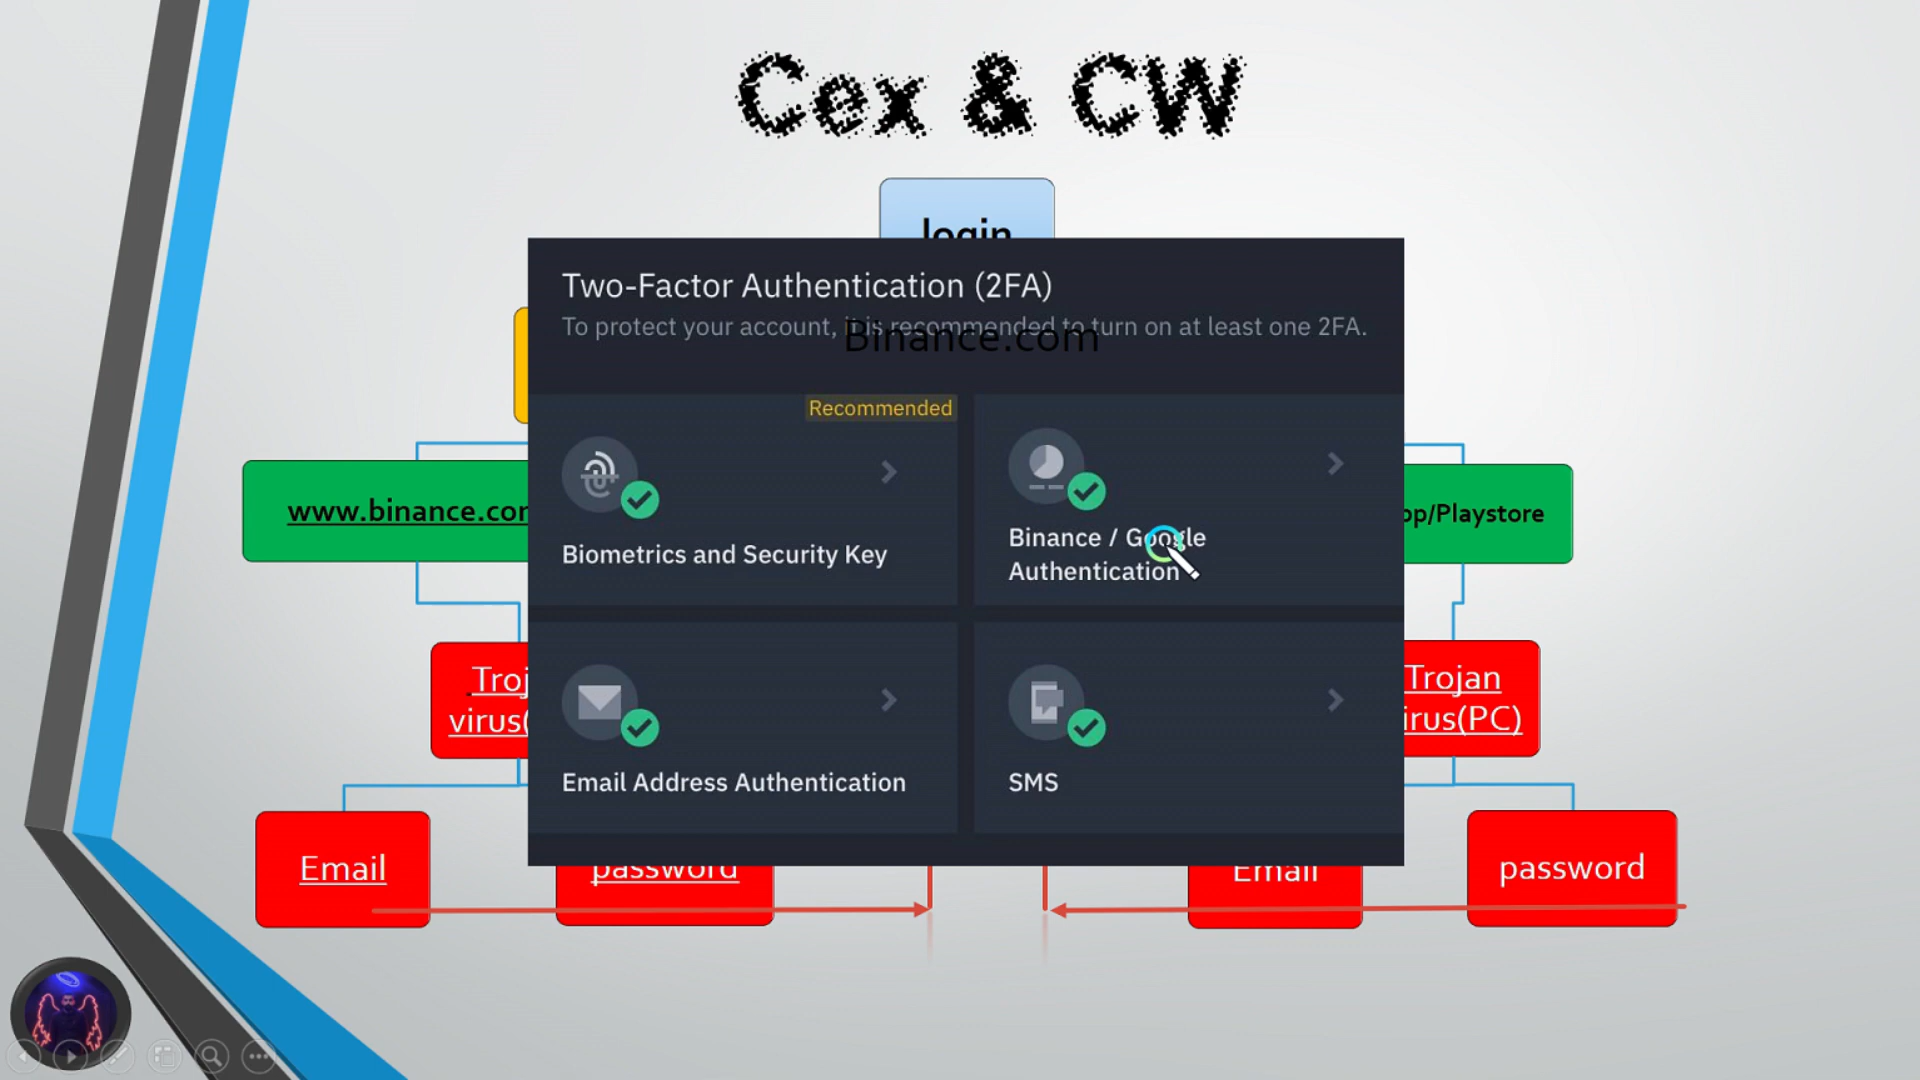 Cex & CW
login
Two-Factor Authentication (2FA)
To protect your account, it is recommended to turn on at least one 2FA.
Binance.com
Recommended
Biometrics and Security Key
Binance / Google
Authentication
www.binance.com
op/Playstore
Email Address Authentication
SMS
Troj
virus(
Trojan
irus(PC)
Email
password
Email
password